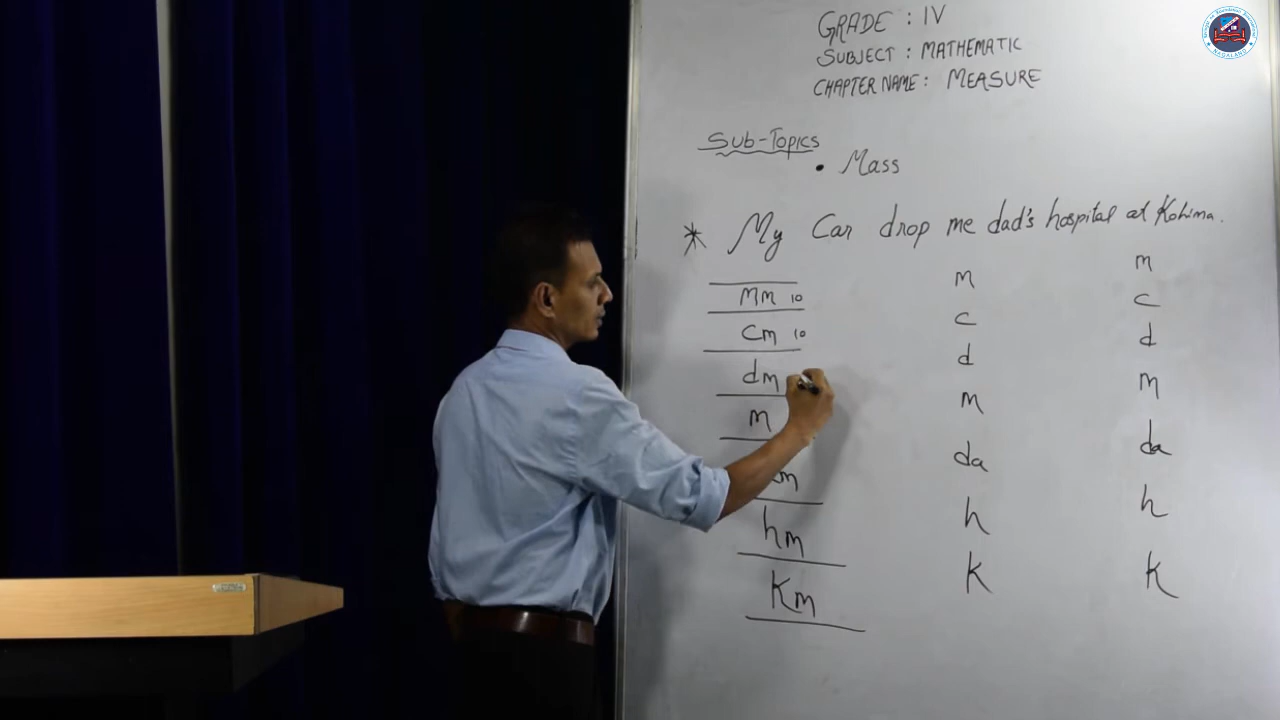 GRADE : IV
SUBJECT : MATHEMATIC
CHAPTER NAME : MEASURE
SUB-TOPICS
• Mass
* My Car drop me dad's hospital at Kohima.
Mm 10 m m
Cm 10 c c
dm d d
m m m
m da da
hm h h
Km K K
NAGALAND